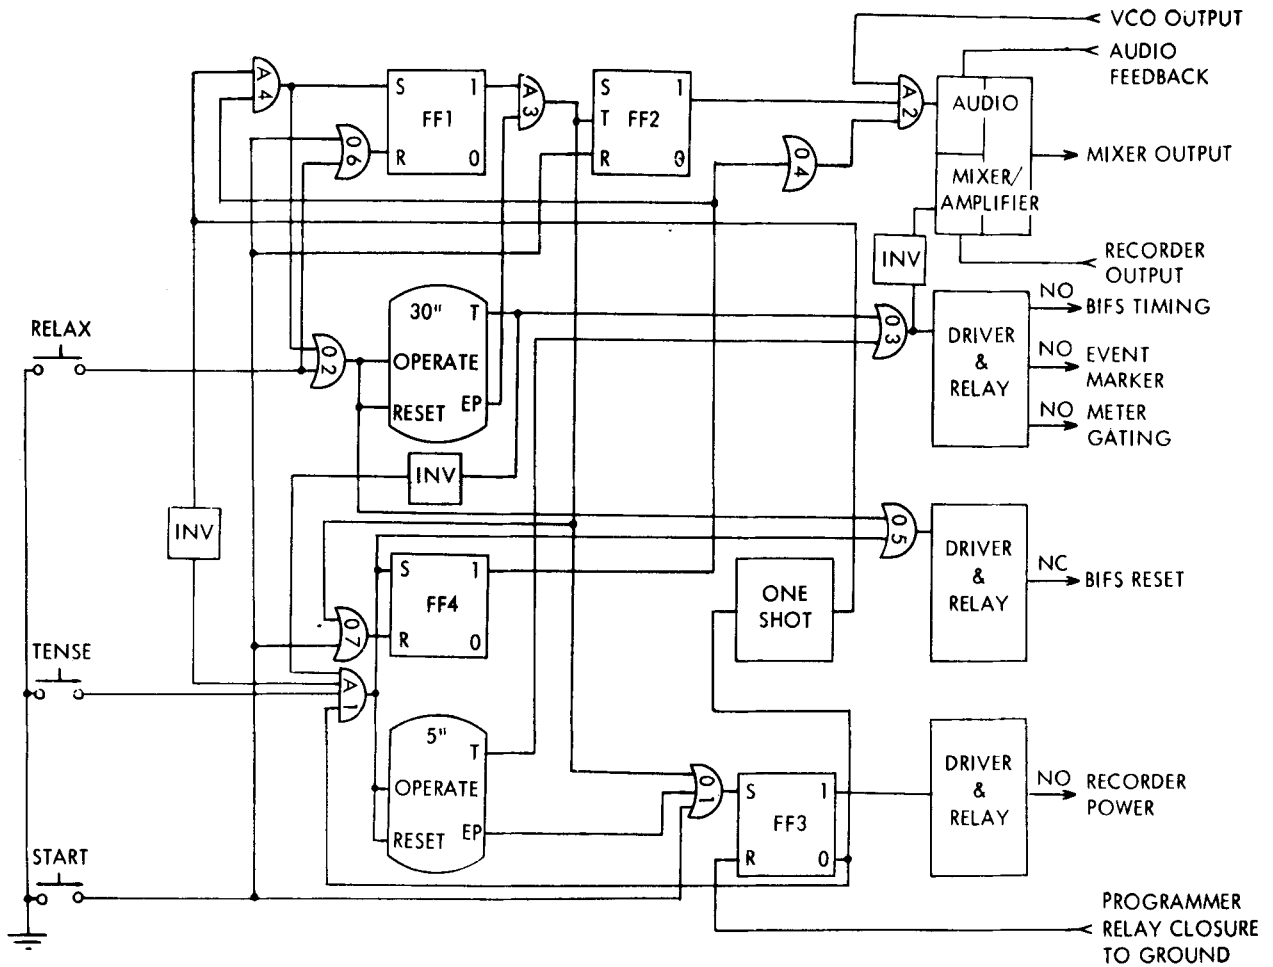 VCO OUTPUT
AUDIO
FEEDBACK
A4
S 1
FF1
R 0
A3
S 1
T FF2
R 0
A2
AUDIO
MIXER/
AMPLIFIER
MIXER OUTPUT
06
04
INV
RECORDER
OUTPUT
RELAX
02
30"
T
OPERATE
RESET
EP
03
DRIVER
&
RELAY
NO
BIFS TIMING
NO
EVENT
MARKER
NO
METER
GATING
INV
INV
05
DRIVER
&
RELAY
NC
BIFS RESET
S 1
FF4
R 0
07
ONE
SHOT
TENSE
A1
5"
T
OPERATE
RESET
EP
01
S 1
FF3
R 0
DRIVER
&
RELAY
NO
RECORDER
POWER
START
PROGRAMMER
RELAY CLOSURE
TO GROUND